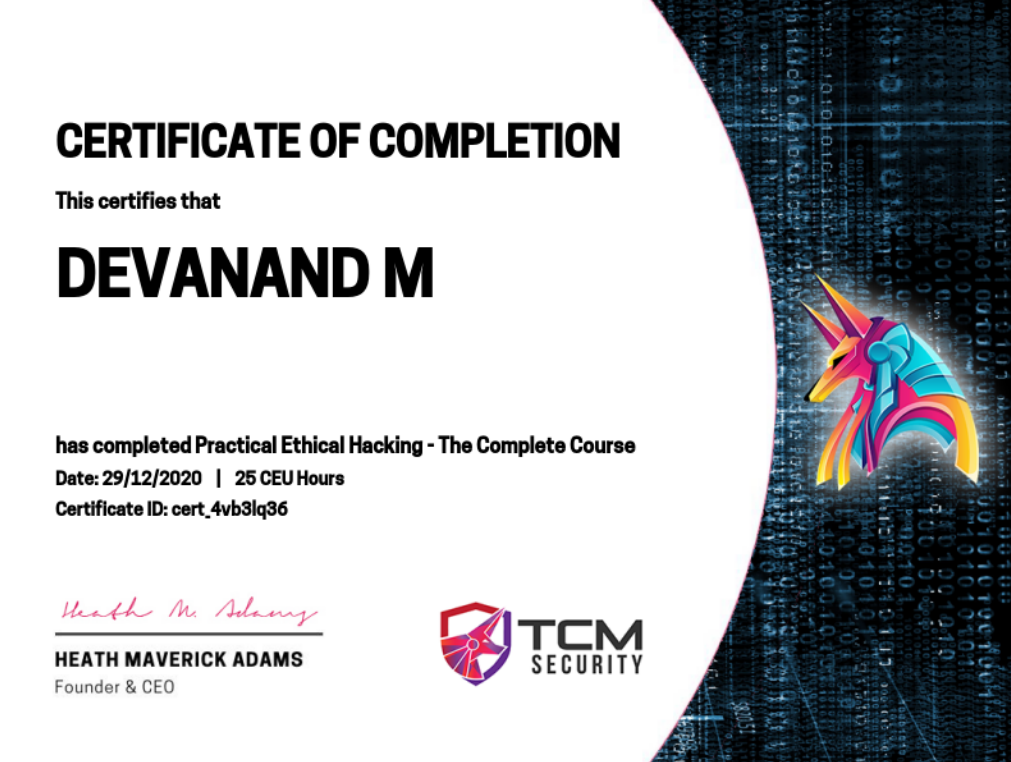 CERTIFICATE OF COMPLETION
This certifies that
DEVANAND M
has completed Practical Ethical Hacking - The Complete Course
Date: 29/12/2020 | 25 CEU Hours
Certificate ID: cert_4vb3lq36
Heath M. Adams
HEATH MAVERICK ADAMS
Founder & CEO
TCM
SECURITY